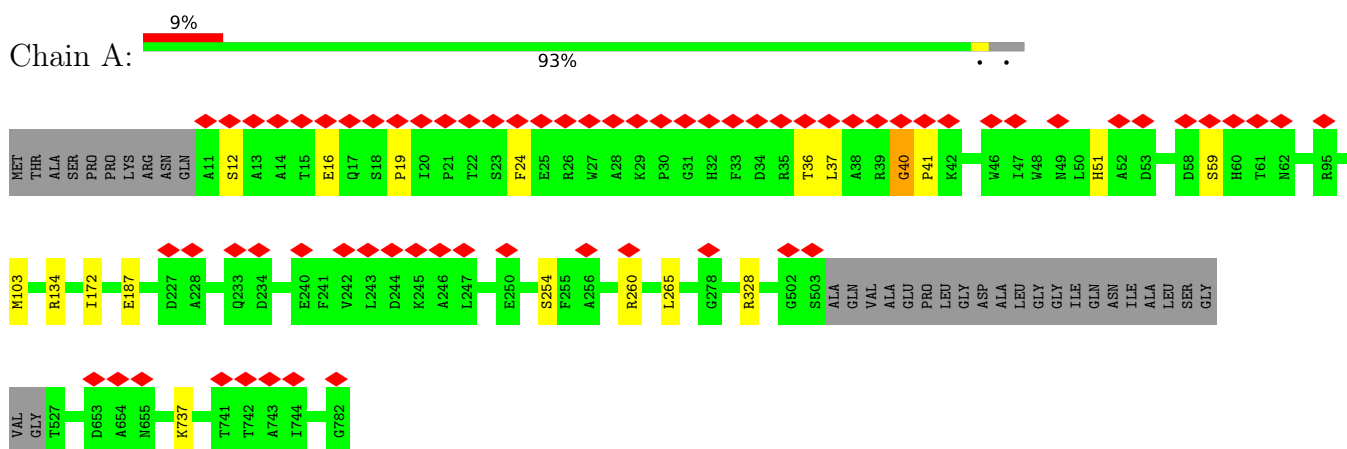 9%
Chain A:
93%
• •
MET THR ALA SER PRO PRO LYS ARG ASN GLN A11 S12 A13 A14 T15 E16 Q17 S18 P19 I20 P21 T22 S23 F24 E25 R26 W27 A28 K29 P30 G31 H32 F33 D34 R35 T36 L37 A38 R39 G40 P41 K42 W46 I47 W48 N49 L50 H51 A52 D53 D58 S59 H60 T61 N62 R95
M103 R134 I172 E187 D227 A228 Q233 D234 E240 F241 V242 L243 D244 K245 A246 L247 E250 S254 F255 A256 R260 L265 G278 R328 G502 S503 ALA GLN VAL ALA GLU PRO LEU GLY ASP ALA LEU GLY GLY ILE GLN ASN ILE ALA LEU SER GLY
VAL GLY T527 D653 A654 N655 K737 T741 T742 A743 I744 G782